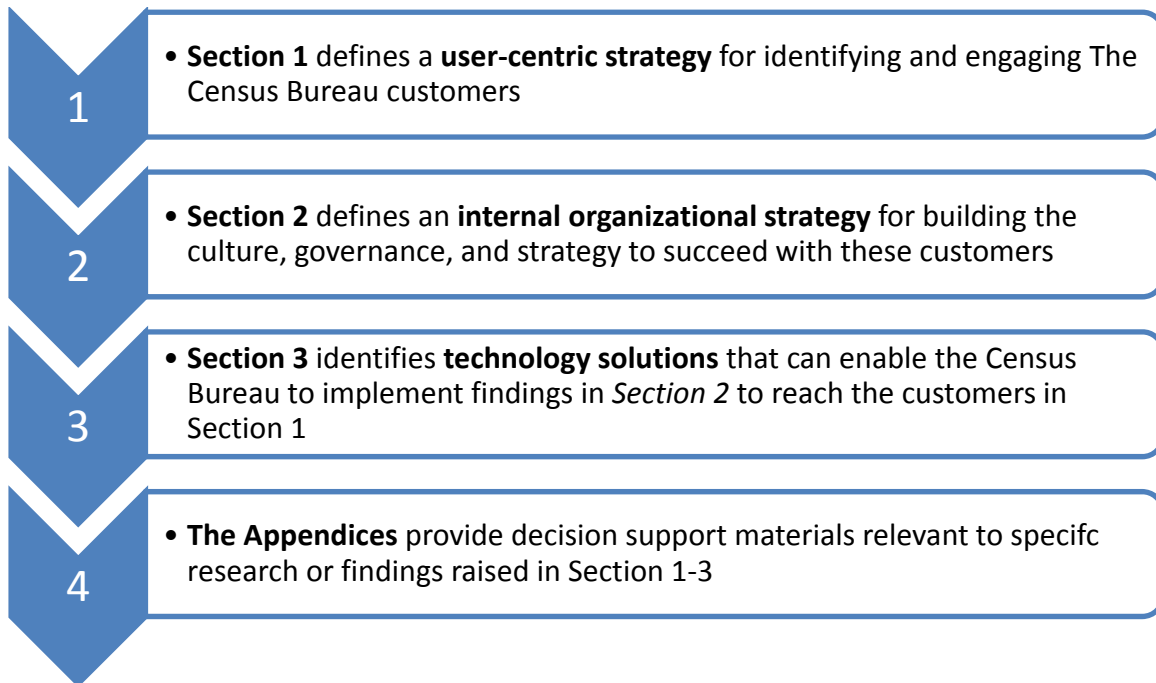 1
• Section 1 defines a user-centric strategy for identifying and engaging The
Census Bureau customers
2
• Section 2 defines an internal organizational strategy for building the
culture, governance, and strategy to succeed with these customers
3
• Section 3 identifies technology solutions that can enable the Census
Bureau to implement findings in Section 2 to reach the customers in
Section 1
4
• The Appendices provide decision support materials relevant to specifc
research or findings raised in Section 1-3